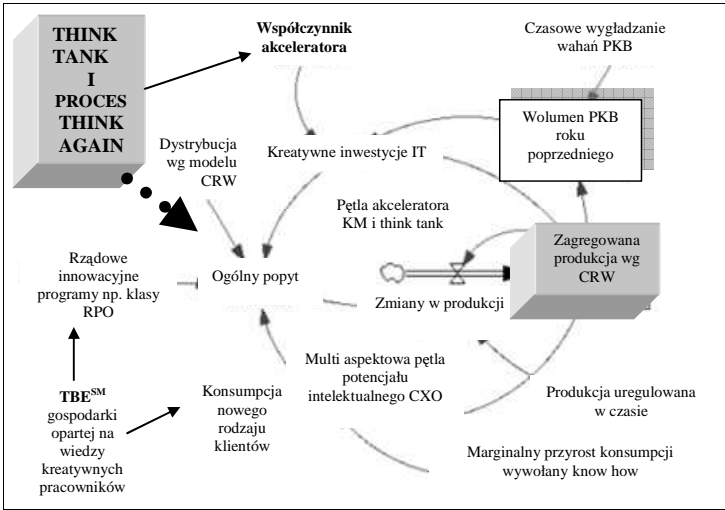 THINK
TANK
I
PROCES
THINK
AGAIN
Współczynnik
akceleratora
Czasowe wygładzanie
wahań PKB
Wolumen PKB
roku
poprzedniego
Dystrybucja
wg modelu
CRW
Kreatywne inwestycje IT
Pętla akceleratora
KM i think tank
Zagregowana
produkcja wg
CRW
Rządowe
innowacyjne
programy np. klasy
RPO
Ogólny popyt
Zmiany w produkcji
Multi aspektowa pętla
potencjału
intelektualnego CXO
TBE℠
gospodarki
opartej na
wiedzy
kreatywnych
pracowników
Konsumpcja
nowego
rodzaju
klientów
Produkcja uregulowana
w czasie
Marginalny przyrost konsumpcji
wywołany know how